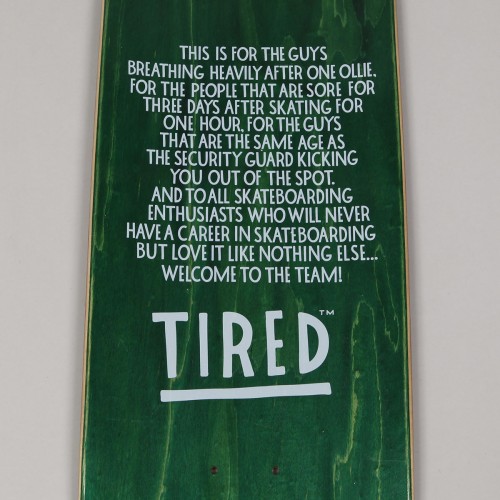 THIS IS FOR THE GUYS
BREATHING HEAVILY AFTER ONE OLLIE.
FOR THE PEOPLE THAT ARE SORE FOR
THREE DAYS AFTER SKATING FOR
ONE HOUR. FOR THE GUYS
THAT ARE THE SAME AGE AS
THE SECURITY GUARD KICKING
YOU OUT OF THE SPOT.
AND TO ALL SKATEBOARDING
ENTHUSIASTS WHO WILL NEVER
HAVE A CAREER IN SKATEBOARDING
BUT LOVE IT LIKE NOTHING ELSE...
WELCOME TO THE TEAM!
TIRED™